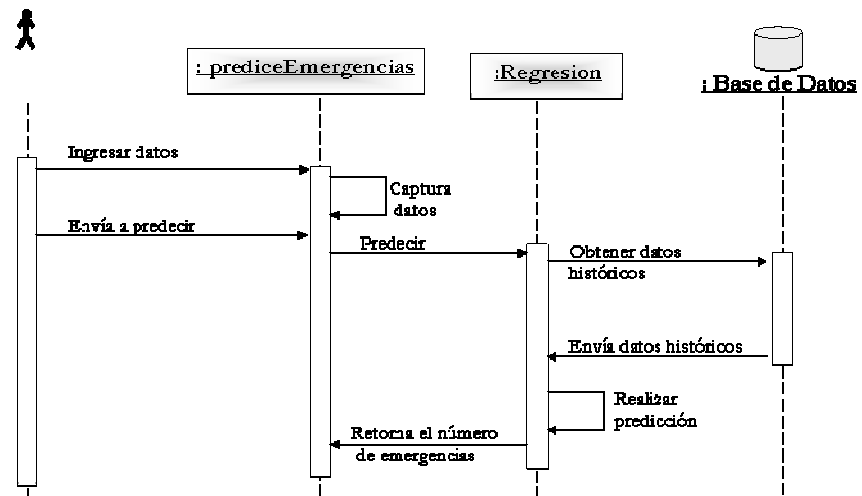 : prediceEmergencias
:Regresion
: Base de Datos
Ingresar datos
Captura
datos
Envía a predecir
Predecir
Obtener datos
históricos
Envía datos históricos
Realizar
predicción
Retorna el número
de emergencias